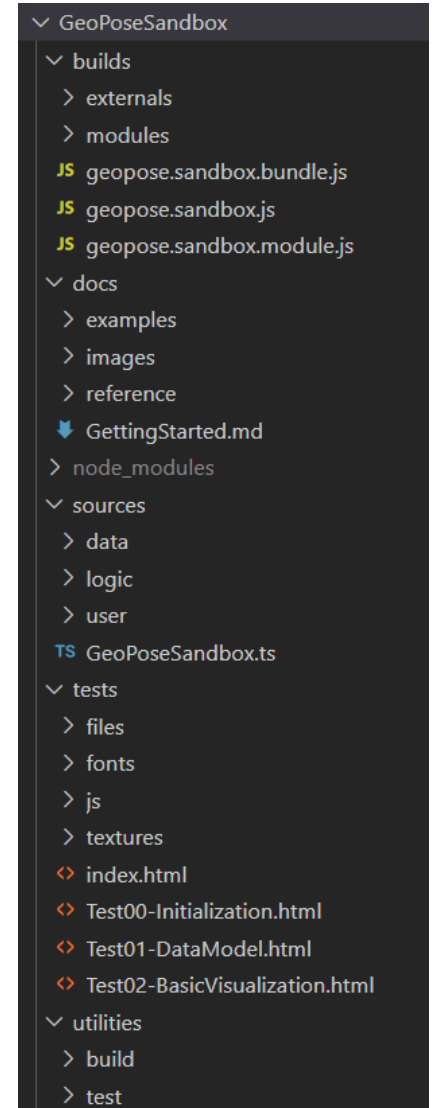 GeoPoseSandbox
builds
externals
modules
JS geopose.sandbox.bundle.js
JS geopose.sandbox.js
JS geopose.sandbox.module.js
docs
examples
images
reference
GettingStarted.md
node_modules
sources
data
logic
user
TS GeoPoseSandbox.ts
tests
files
fonts
js
textures
<> index.html
<> Test00-Initialization.html
<> Test01-DataModel.html
<> Test02-BasicVisualization.html
utilities
build
test